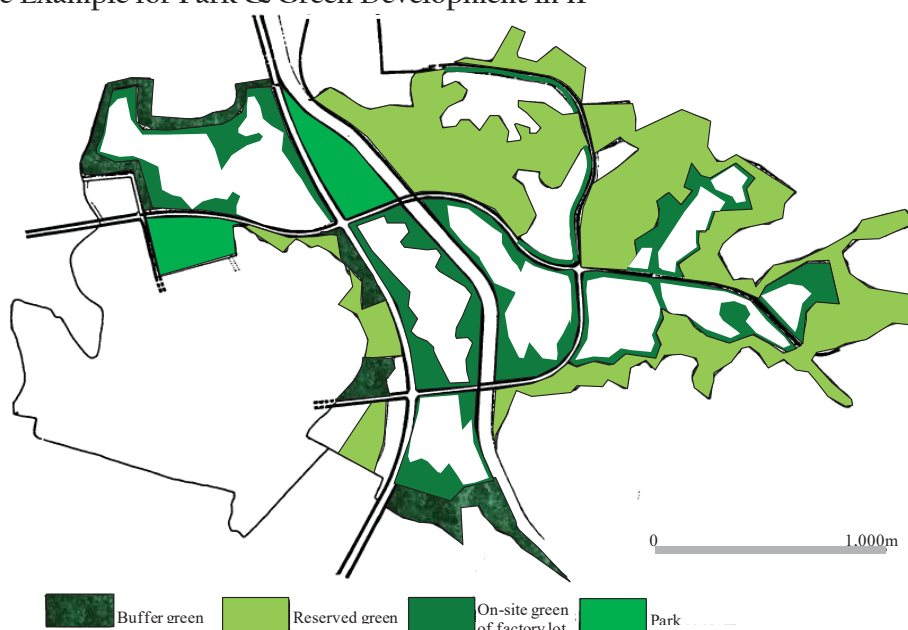 Example for Park & Green Development in
0 1,000m
Buffer green
Reserved green
On-site green
of factory lot
Park